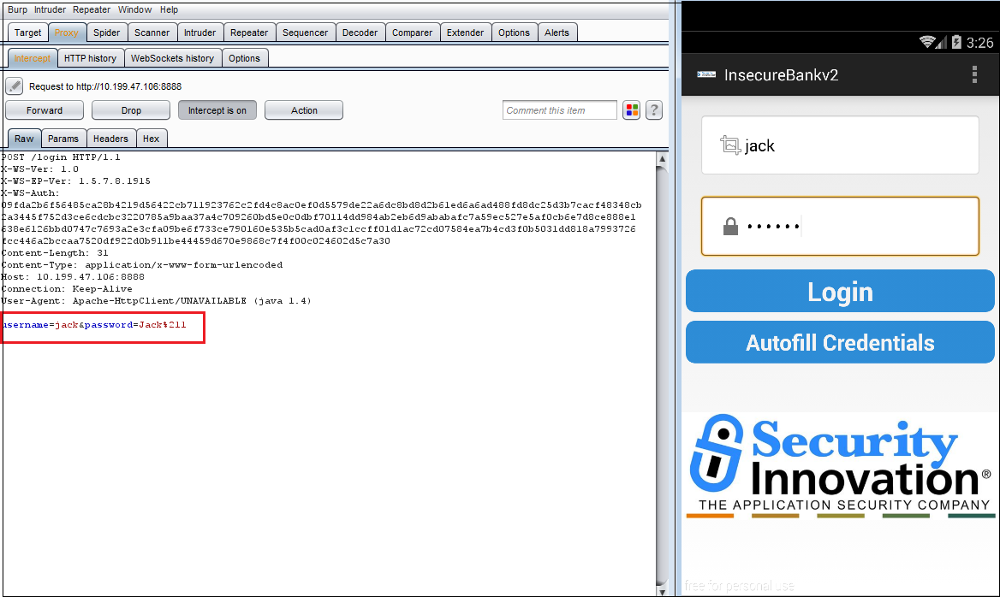 Burp Intruder Repeater Window Help
Target Proxy Spider Scanner Intruder Repeater Sequencer Decoder Comparer Extender Options Alerts
Intercept HTTP history WebSockets history Options
Request to http://10.199.47.106:8888
Forward Drop Intercept is on Action Comment this item ?
Raw Params Headers Hex
POST /login HTTP/1.1
X-WS-Ver: 1.0
X-WS-EP-Ver: 1.5.7.8.1915
X-WS-Auth:
09fda2b6f56485ca28b4219d56422cb711923762c2fd4c8ac0ef0d5579de22a6dc8bd8d2b61ed6a6ad488fd8dc25d3b7cacf48348cb
2a3445f752d3ce6cdcbc3220785a9baa37a4c709260bd5e0c0dbf70114dd984ab2eb6d9ababafc7a59ec527e5af0cb6e7d8ce888e1
638e6126bbd0747c7693a2e3cfa09be6f733ce790160e535b5cad0af3c1ccff01d1ac72cd07584ea7b4cd3f0b5031dd818a7993726
fcc446a2bccaa7520df922d0b911be44459d670e9868c7f4f00c024602d5c7a30
Content-Length: 31
Content-Type: application/x-www-form-urlencoded
Host: 10.199.47.106:8888
Connection: Keep-Alive
User-Agent: Apache-HttpClient/UNAVAILABLE (java 1.4)
username=jack&password=Jack%211
3:26
InsecureBankv2
jack
••••••
Login
Autofill Credentials
Security
Innovation®
THE APPLICATION SECURITY COMPANY
free for personal use